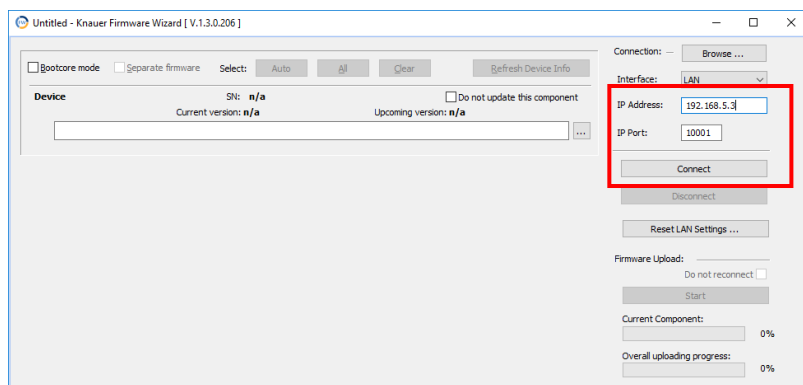 Untitled - Knauer Firmware Wizard [ V.1.3.0.206 ]
Bootcore mode Separate firmware Select: Auto All Clear Refresh Device Info
Device SN: n/a Do not update this component
Current version: n/a Upcoming version: n/a
...
Connection: Browse ...
Interface: LAN
IP Address: 192.168.5.3
IP Port: 10001
Connect
Disconnect
Reset LAN Settings ...
Firmware Upload:
Do not reconnect
Start
Current Component:
0%
Overall uploading progress:
0%